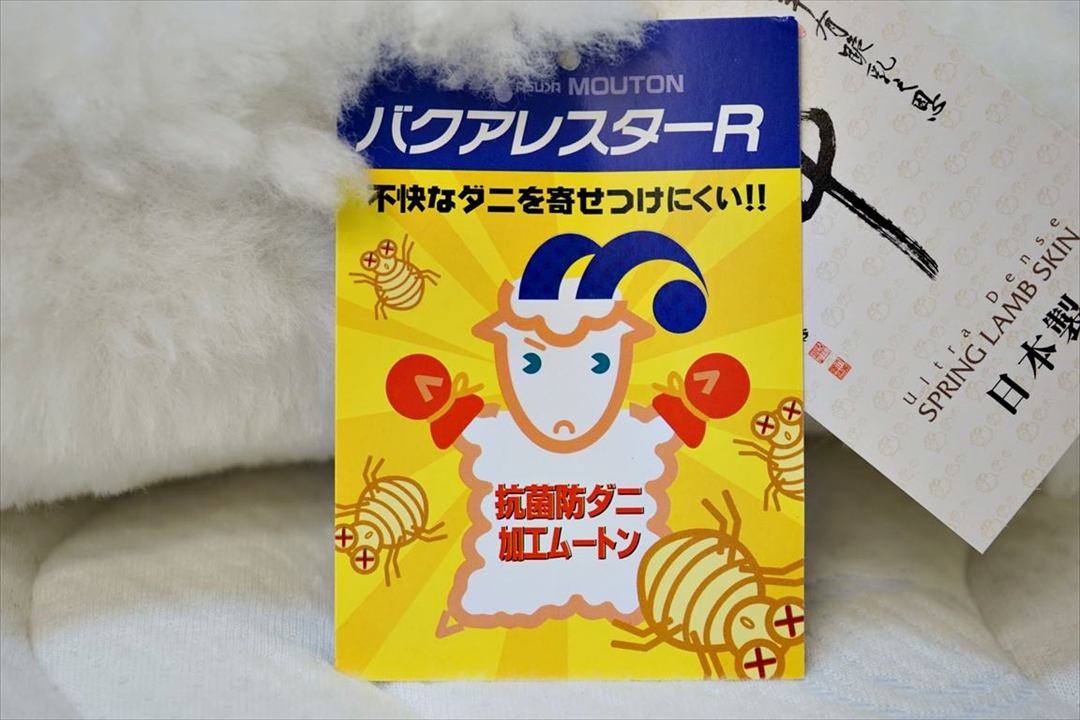 MOUTON
バクアレスターR
不快なダニを寄せつけにくい!!
抗菌防ダニ
加工ムートン
ultra Dense
SPRING LAMB SKIN
日本製